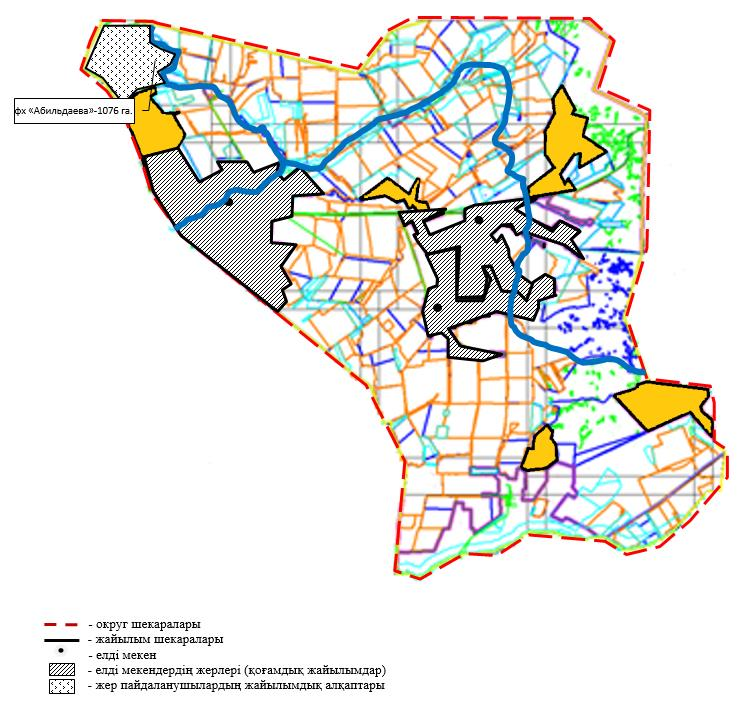 фх «Абильдаева»-1076 га.
- округ шекаралары
- жайылым шекаралары
- елді мекен
- елді мекендердің жерлері (қоғамдық жайылымдар)
- жер пайдаланушылардың жайылымдық алқаптары